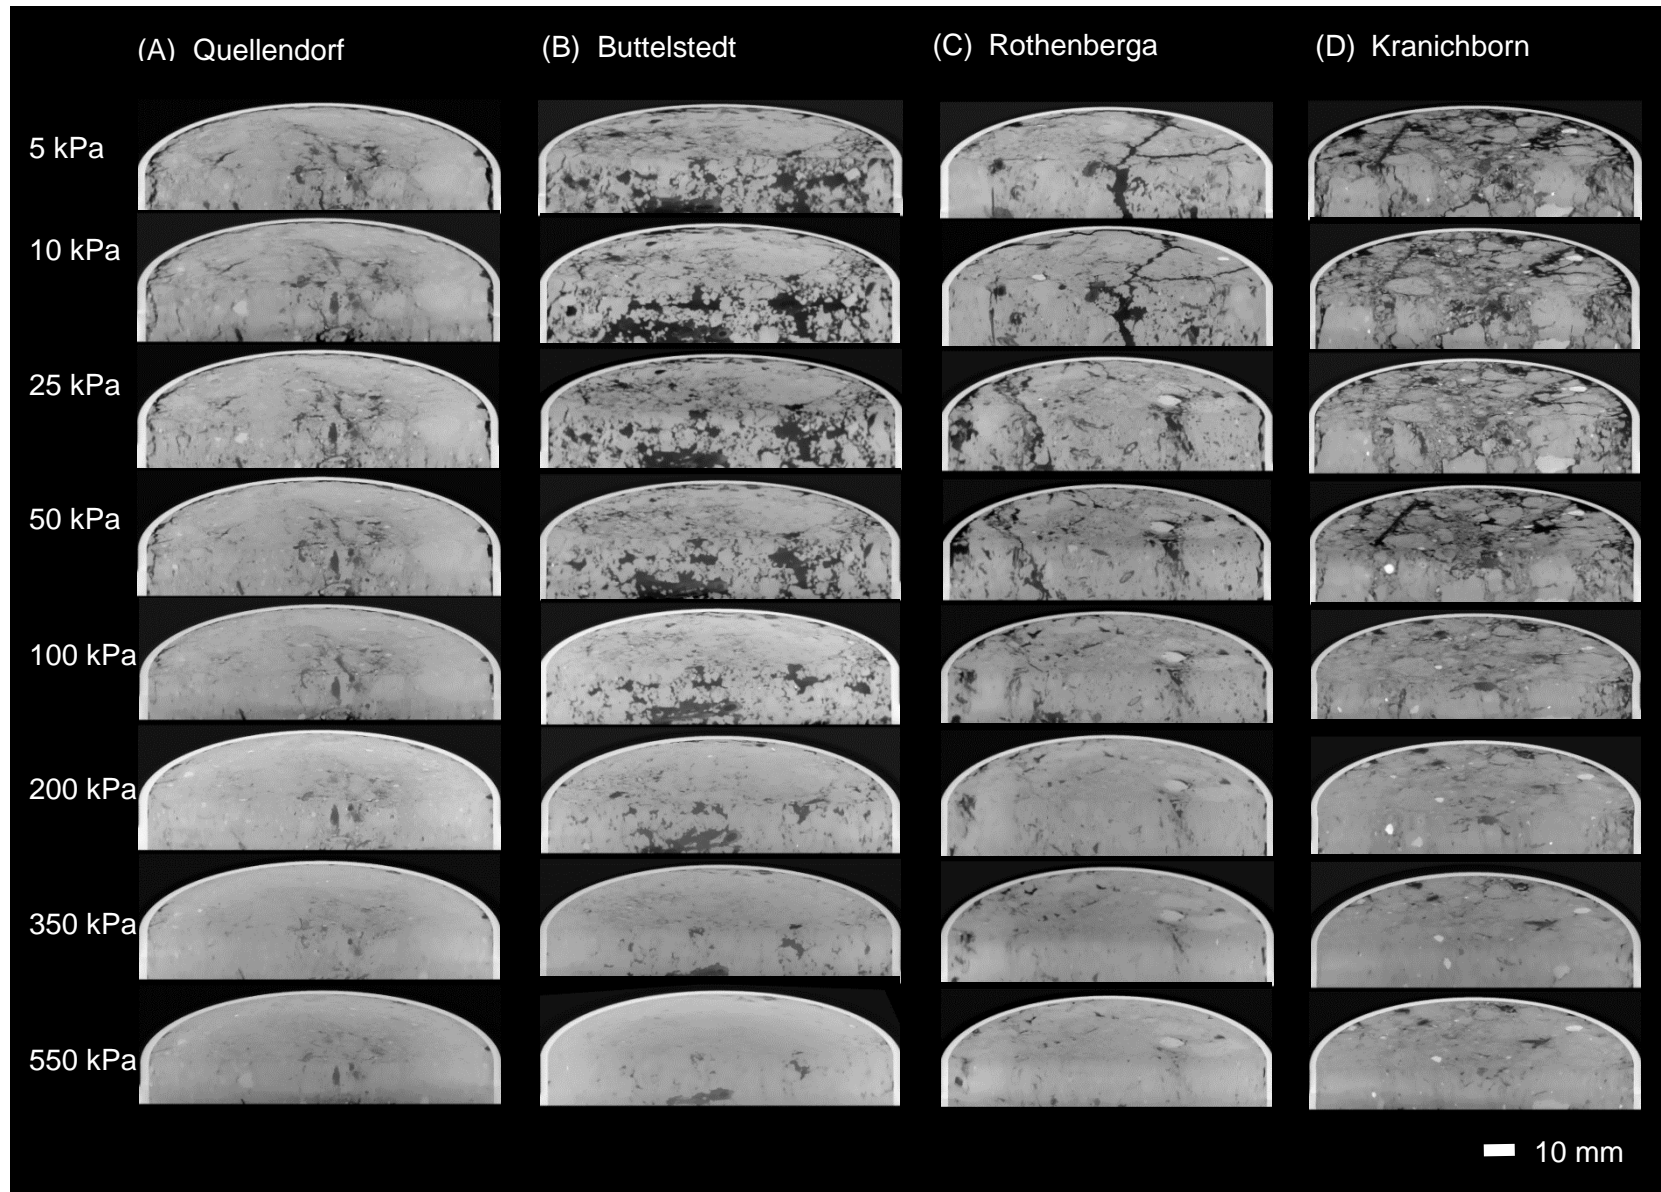 (A) Quellendorf
(B) Buttelstedt
(C) Rothenberga
(D) Kranichborn
5 kPa
10 kPa
25 kPa
50 kPa
100 kPa
200 kPa
350 kPa
550 kPa
10 mm